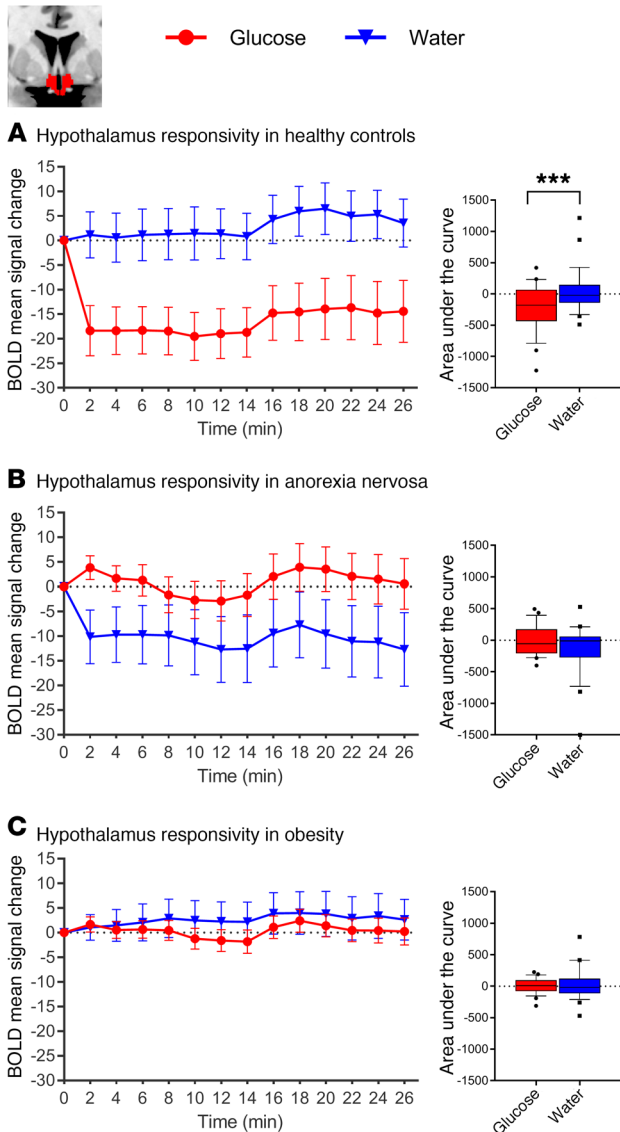 Glucose Water
A Hypothalamus responsivity in healthy controls
BOLD mean signal change
15
10
5
0
-5
-10
-15
-20
-25
-30
0 2 4 6 8 10 12 14 16 18 20 22 24 26
Time (min)
***
Area under the curve
1500
1000
500
0
-500
-1000
-1500
Glucose
Water
B Hypothalamus responsivity in anorexia nervosa
BOLD mean signal change
15
10
5
0
-5
-10
-15
-20
-25
-30
0 2 4 6 8 10 12 14 16 18 20 22 24 26
Time (min)
Area under the curve
1500
1000
500
0
-500
-1000
-1500
Glucose
Water
C Hypothalamus responsivity in obesity
BOLD mean signal change
15
10
5
0
-5
-10
-15
-20
-25
-30
0 2 4 6 8 10 12 14 16 18 20 22 24 26
Time (min)
Area under the curve
1500
1000
500
0
-500
-1000
-1500
Glucose
Water